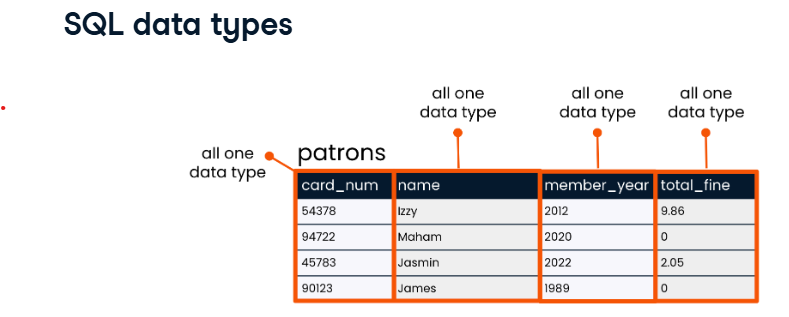 SQL data types
all one
data type
all one
data type
all one
data type
all one
data type
patrons
card_num name member_year total_fine
54378 Izzy 2012 9.86
94722 Maham 2020 0
45783 Jasmin 2022 2.05
90123 James 1989 0